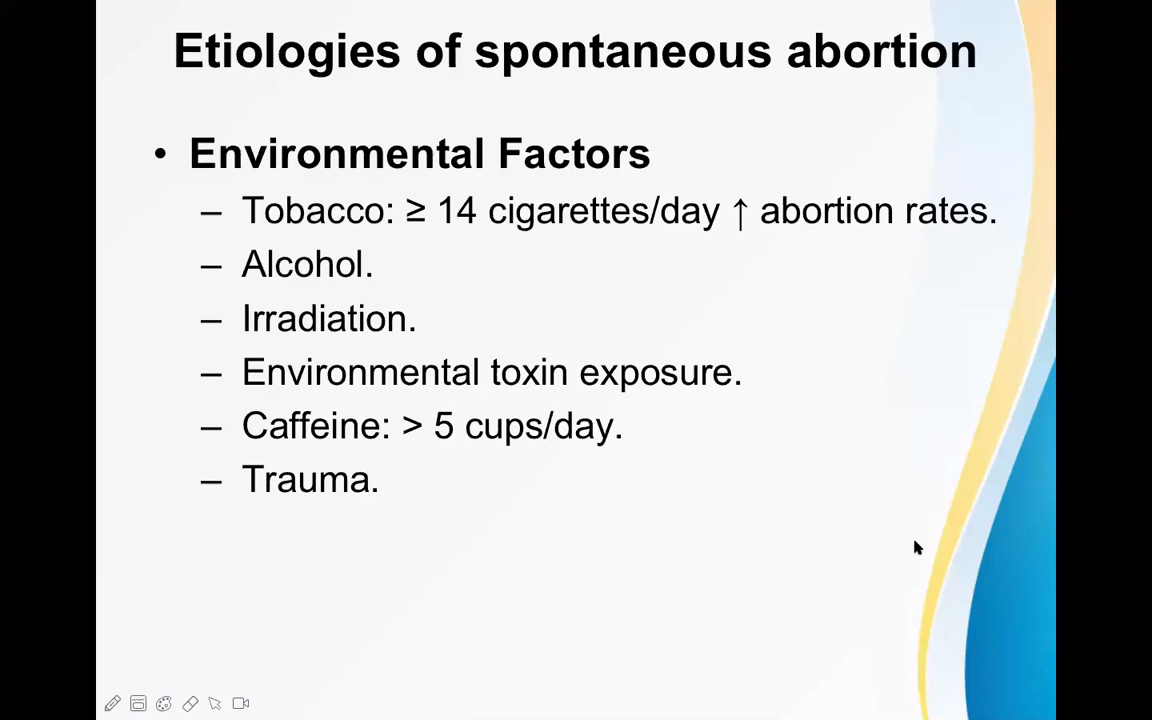 Etiologies of spontaneous abortion
• Environmental Factors
– Tobacco: ≥ 14 cigarettes/day ↑ abortion rates.
– Alcohol.
– Irradiation.
– Environmental toxin exposure.
– Caffeine: > 5 cups/day.
– Trauma.